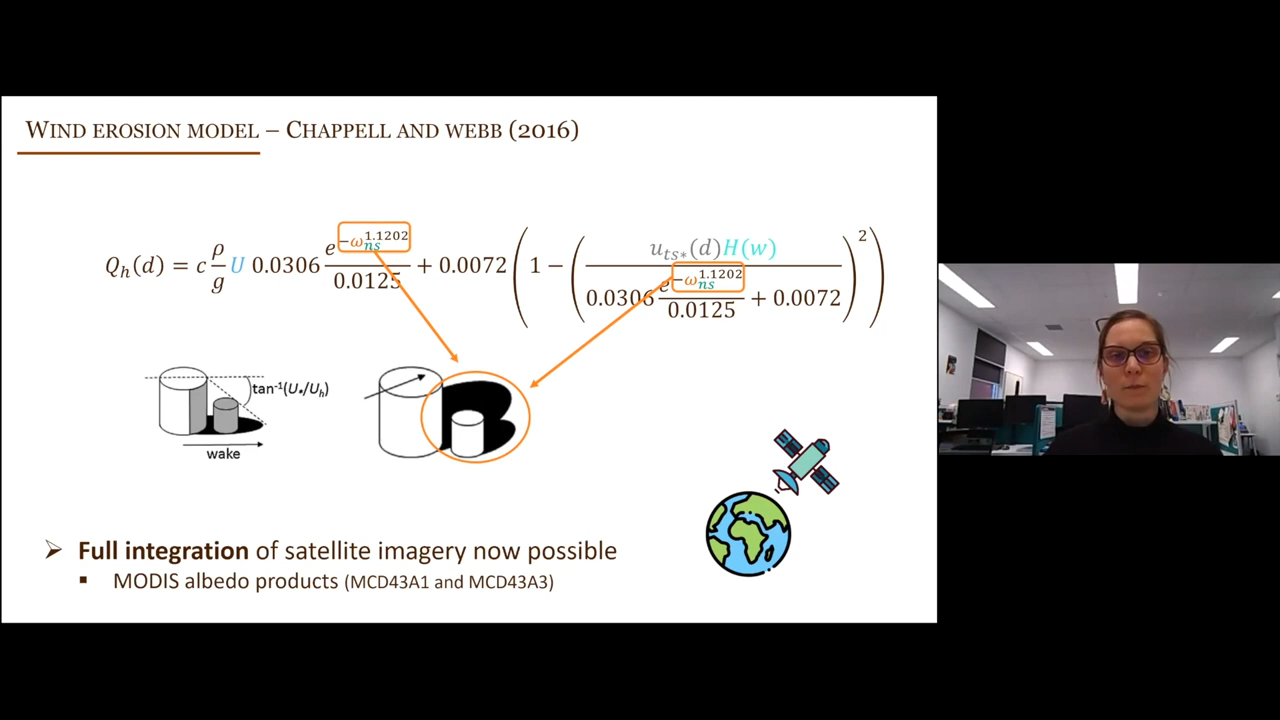 WIND EROSION MODEL – CHAPPELL AND WEBB (2016)
Q_h(d) = c ρ/g U 0.0306 e^(−ω_ns^1.1202)/0.0125 + 0.0072 (1 − (u_ts*(d)H(w) / (0.0306 e^(−ω_ns^1.1202)/0.0125 + 0.0072))^2)
tan⁻¹(U*/U_h)
wake
➢ Full integration of satellite imagery now possible
▪ MODIS albedo products (MCD43A1 and MCD43A3)